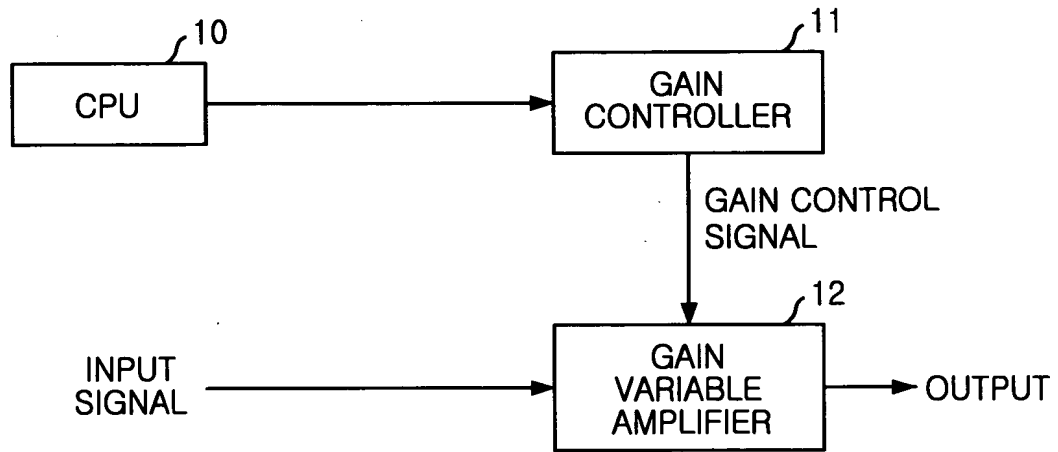 10
CPU
11
GAIN
CONTROLLER
GAIN CONTROL
SIGNAL
12
INPUT
SIGNAL
GAIN
VARIABLE
AMPLIFIER
OUTPUT